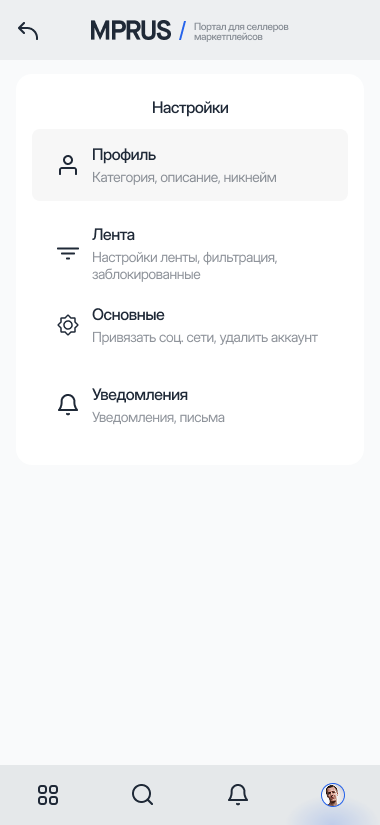 MPRUS / Портал для селлеров
маркетплейсов
Настройки
Профиль
Категория, описание, никнейм
Лента
Настройки ленты, фильтрация,
заблокированные
Основные
Привязать соц. сети, удалить аккаунт
Уведомления
Уведомления, письма